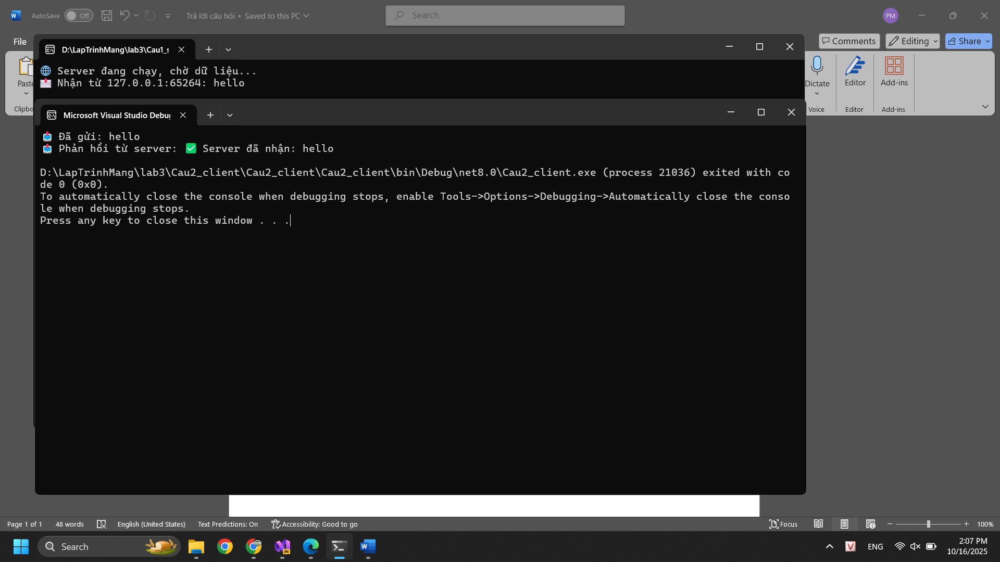 AutoSave
Off
Trả lời câu hỏi • Saved to this PC
Search
PM
File
Comments
Editing
Share
D:\LapTrinhMang\lab3\Cau1_s
Server đang chạy, chờ dữ liệu...
Nhận từ 127.0.0.1:65264: hello
Paste
Clipbo
Dictate
Voice
Editor
Editor
Add-ins
Add-ins
Microsoft Visual Studio Debug
Đã gửi: hello
Phản hồi từ server: ✅ Server đã nhận: hello
D:\LapTrinhMang\lab3\Cau2_client\Cau2_client\Cau2_client\bin\Debug\net8.0\Cau2_client.exe (process 21036) exited with co
de 0 (0x0).
To automatically close the console when debugging stops, enable Tools->Options->Debugging->Automatically close the conso
le when debugging stops.
Press any key to close this window . . .
Page 1 of 1
48 words
English (United States)
Text Predictions: On
Accessibility: Good to go
Focus
100%
Search
ENG
2:07 PM
10/16/2025